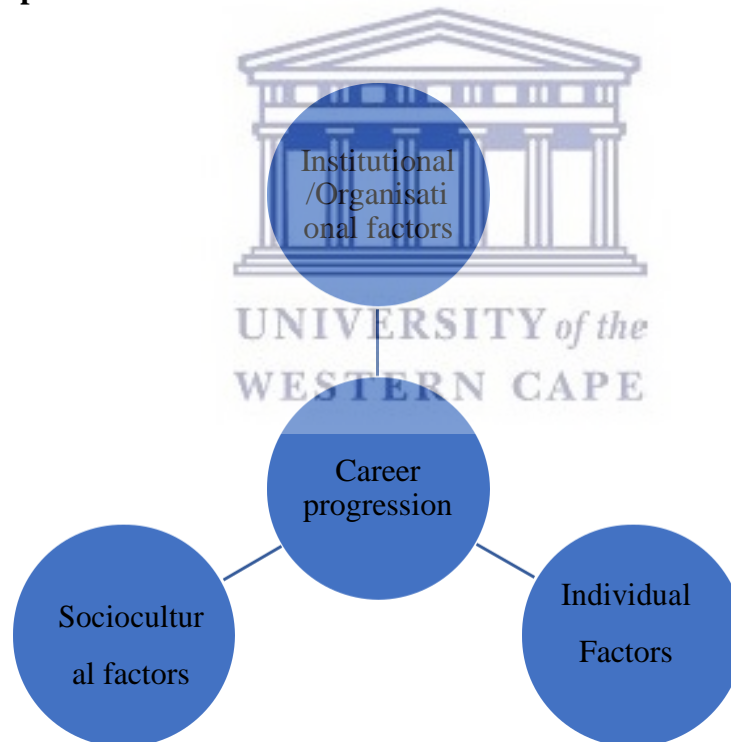 Institutional
/Organisati
onal factors
UNIVERSITY of the
WESTERN CAPE
Career
progression
Sociocultur
al factors
Individual
Factors